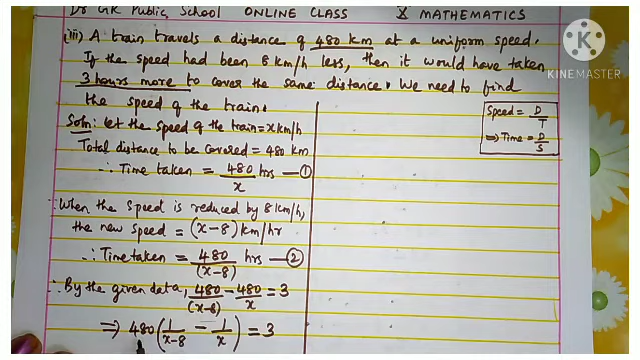 Dr GK Public School ONLINE CLASS X MATHEMATICS
(iii) A train travels a distance of 480 km at a uniform speed.
If the speed had been 8 km/h less, then it would have taken
3 hours more to cover the same distance. We need to find
the speed of the train.
Soln: let the speed of the train = x km/h
Total distance to be covered = 480 km
∴ Time taken = 480/x hrs —①
∴ When the speed is reduced by 8 km/h,
the new speed = (x-8) km/hr
∴ Time taken = 480/(x-8) hrs —②
∴ By the given data, 480/(x-8) - 480/x = 3
⇒ 480 (1/x-8 - 1/x) = 3
Speed = D/T
⇒ Time = D/S
KINEMASTER